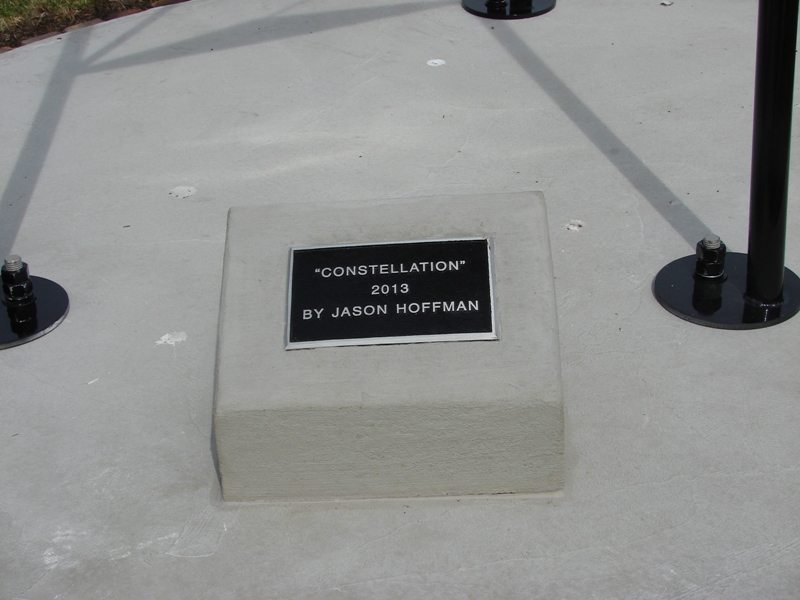 "CONSTELLATION"
2013
BY JASON HOFFMAN